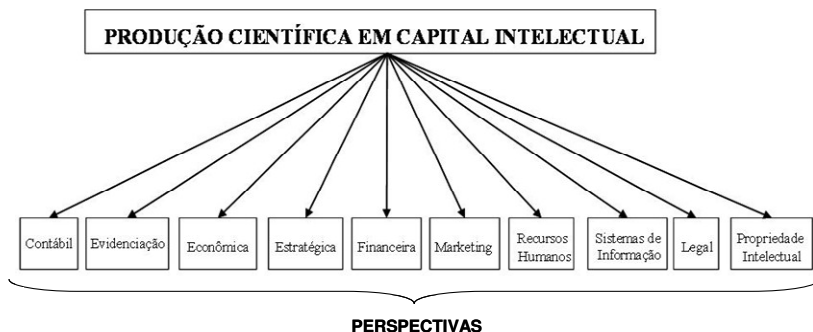 PRODUÇÃO CIENTÍFICA EM CAPITAL INTELECTUAL
Contábil
Evidenciação
Econômica
Estratégica
Financeira
Marketing
Recursos
Humanos
Sistemas de
Informação
Legal
Propriedade
Intelectual
PERSPECTIVAS